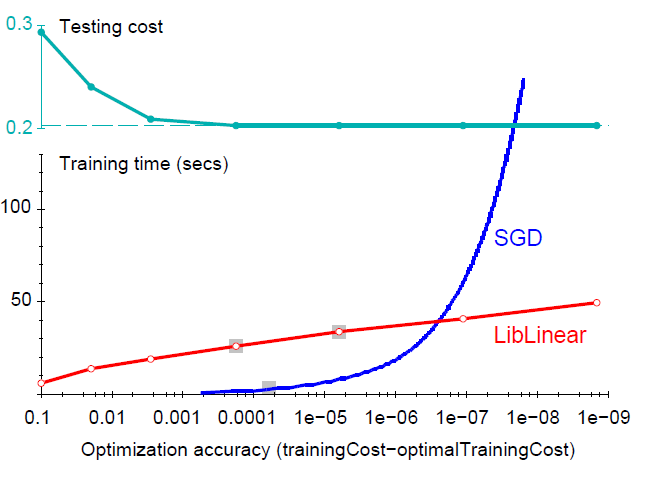 0.3
Testing cost
0.2
Training time (secs)
100
SGD
50
LibLinear
0.1 0.01 0.001 0.0001 1e−05 1e−06 1e−07 1e−08 1e−09
Optimization accuracy (trainingCost−optimalTrainingCost)